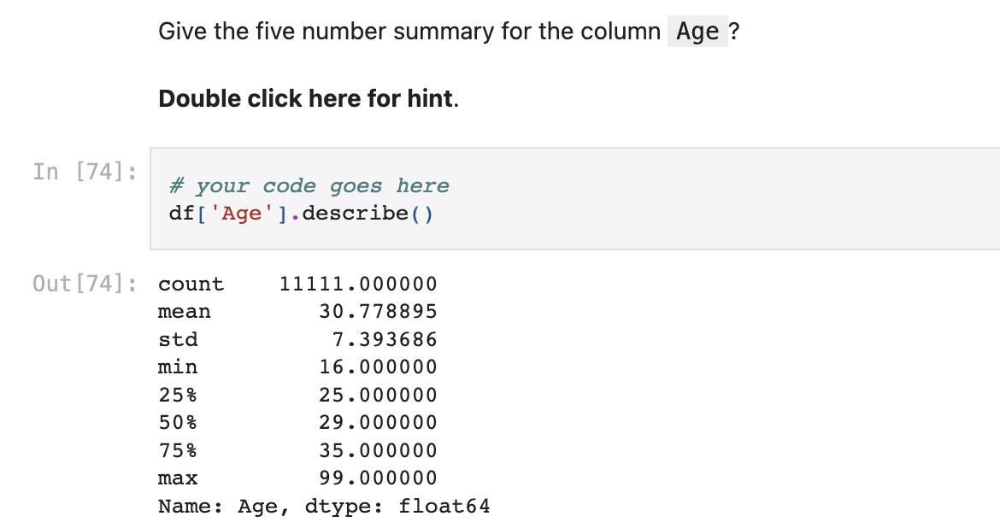 Give the five number summary for the column Age ?
Double click here for hint.
In [74]:
# your code goes here
df['Age'].describe()
Out[74]:
count    11111.000000
mean        30.778895
std          7.393686
min         16.000000
25%         25.000000
50%         29.000000
75%         35.000000
max         99.000000
Name: Age, dtype: float64